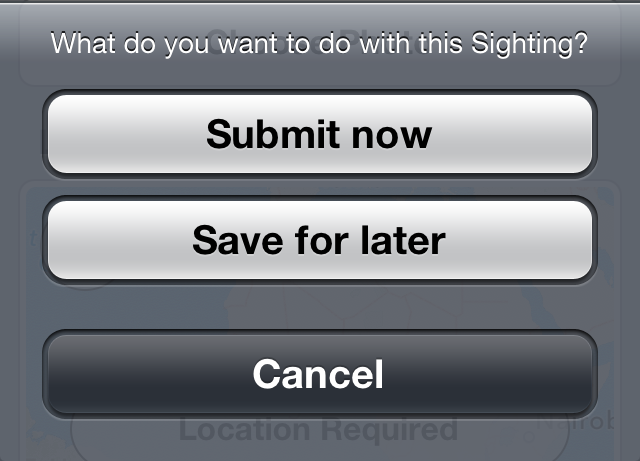 What do you want to do with this Sighting?
Submit now
Save for later
Cancel
Location Required